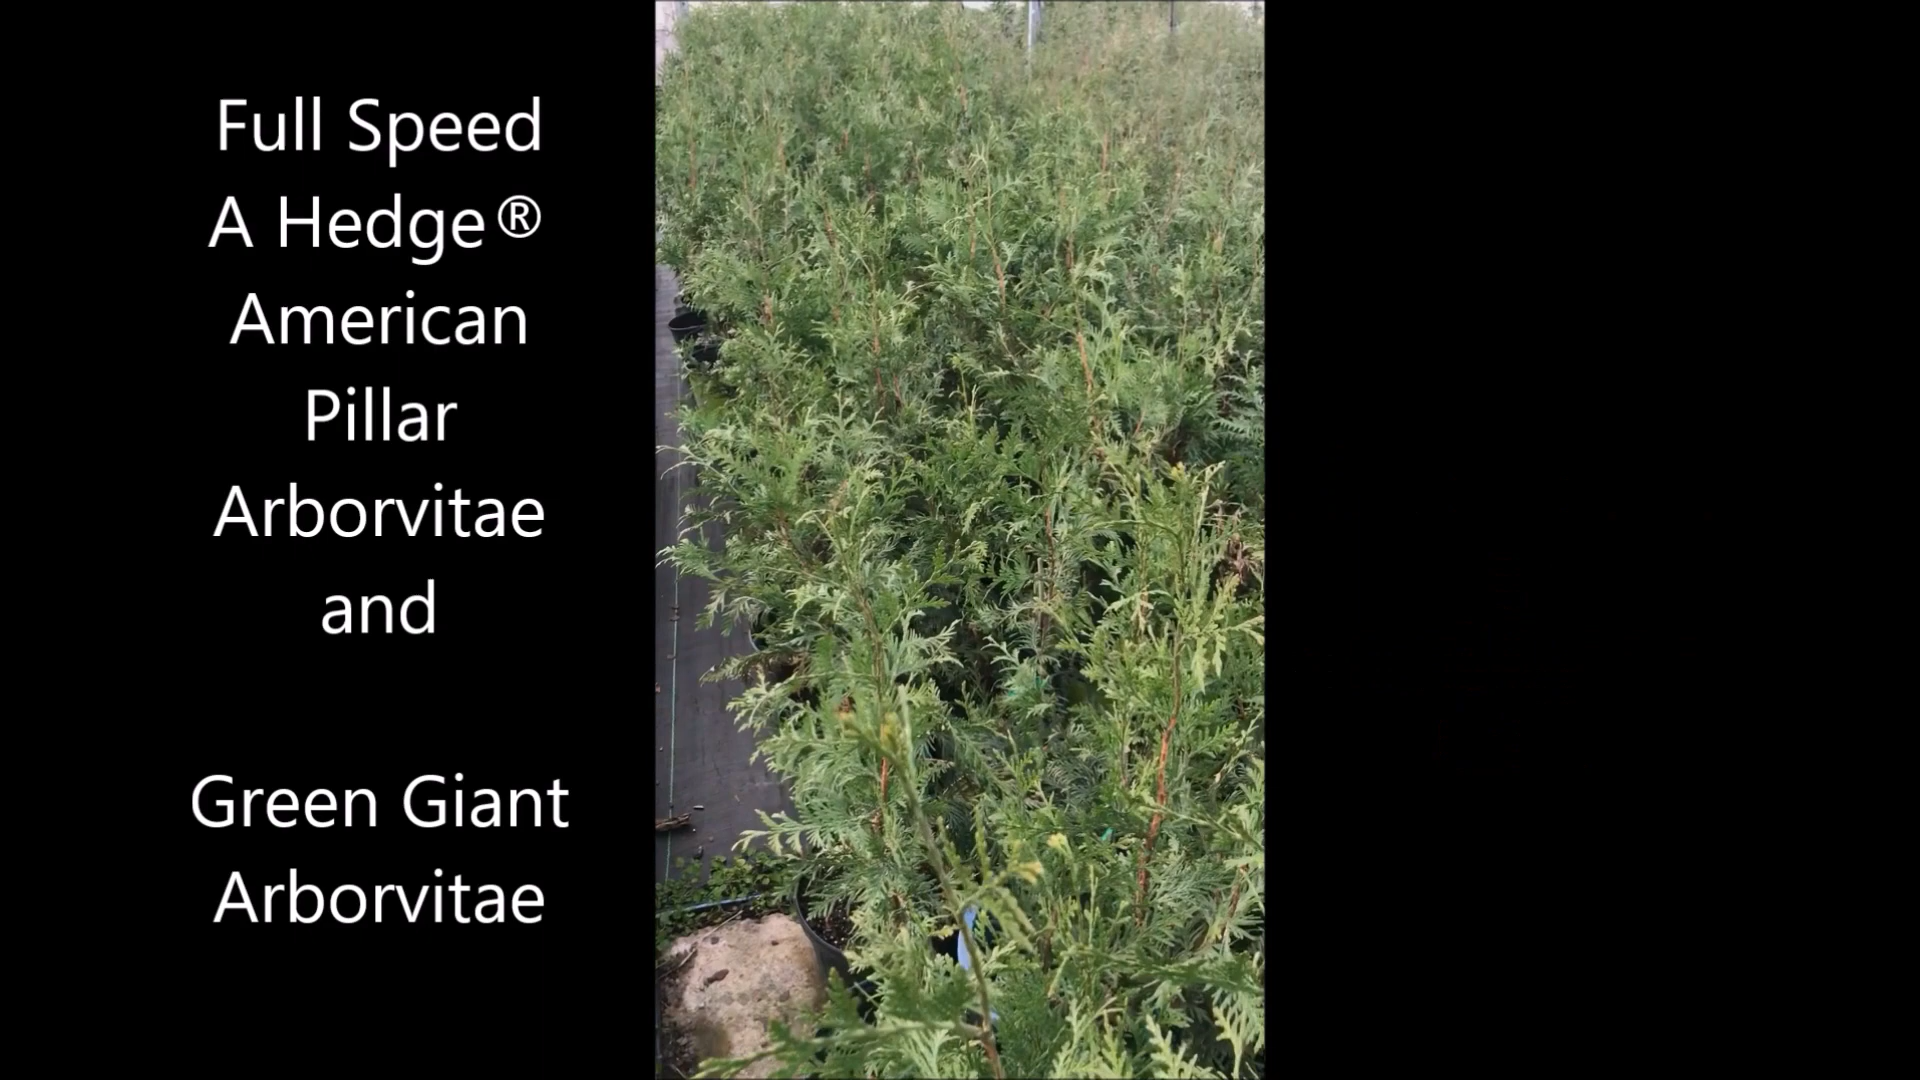 Full Speed
A Hedge®
American
Pillar
Arborvitae
and
Green Giant
Arborvitae